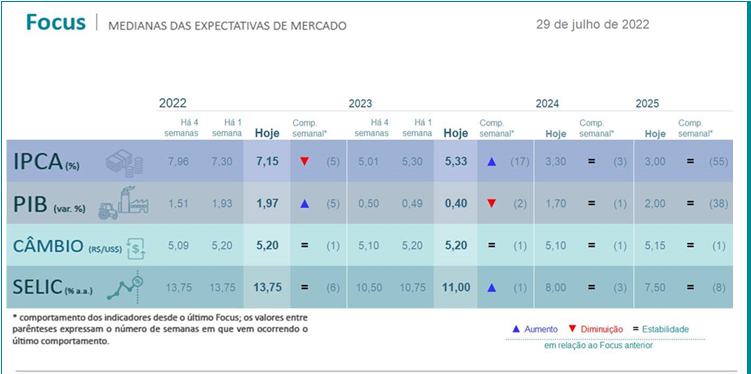 Focus | MEDIANAS DAS EXPECTATIVAS DE MERCADO 29 de julho de 2022
2022 2023 2024 2025
Há 4 semanas Há 1 semana Hoje Comp. semanal* Há 4 semanas Há 1 semana Hoje Comp. semanal* Hoje Comp. semanal* Hoje Comp. semanal*
IPCA (%) 7,96 7,30 7,15 ▼ (5) 5,01 5,30 5,33 ▲ (17) 3,30 = (3) 3,00 = (55)
PIB (var. %) 1,51 1,93 1,97 ▲ (5) 0,50 0,49 0,40 ▼ (2) 1,70 = (1) 2,00 = (38)
CÂMBIO (R$/US$) 5,09 5,20 5,20 = (1) 5,10 5,20 5,20 = (1) 5,10 = (1) 5,15 = (1)
SELIC (% a.a.) 13,75 13,75 13,75 = (6) 10,50 10,75 11,00 ▲ (1) 8,00 = (3) 7,50 = (8)
* comportamento dos indicadores desde o último Focus; os valores entre
parênteses expressam o número de semanas em que vem ocorrendo o
último comportamento.
▲ Aumento ▼ Diminuição = Estabilidade
em relação ao Focus anterior